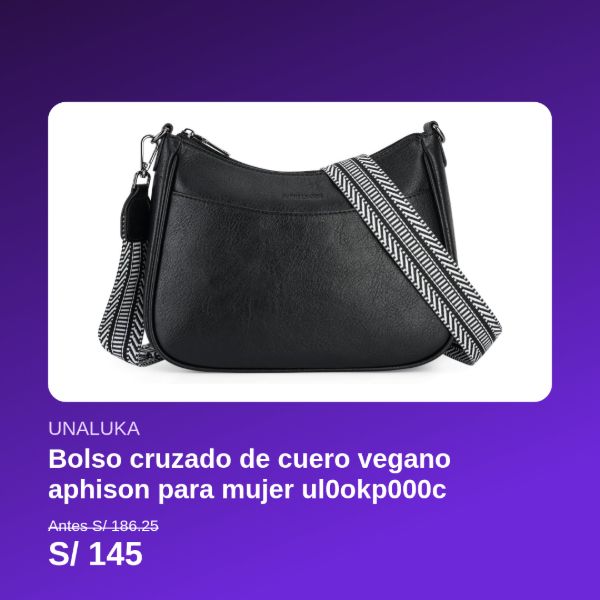 UNALUKA
Bolso cruzado de cuero vegano
aphison para mujer ul0okp000c
Antes S/ 186.25
S/ 145